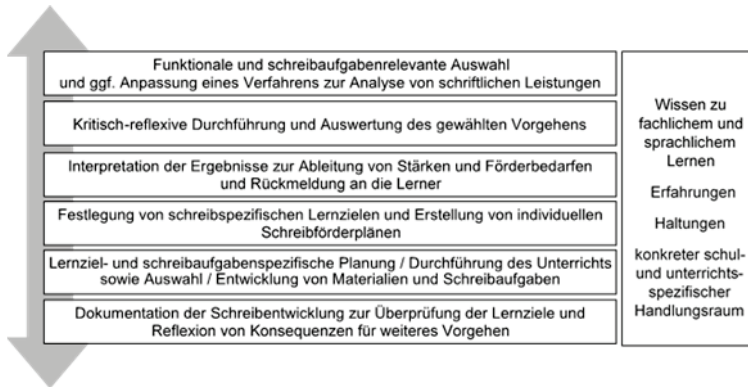 Funktionale und schreibaufgabenrelevante Auswahl
und ggf. Anpassung eines Verfahrens zur Analyse von schriftlichen Leistungen
Kritisch-reflexive Durchführung und Auswertung des gewählten Vorgehens
Interpretation der Ergebnisse zur Ableitung von Stärken und Förderbedarfen
und Rückmeldung an die Lerner
Festlegung von schreibspezifischen Lernzielen und Erstellung von individuellen
Schreibförderplänen
Lernziel- und schreibaufgabenspezifische Planung / Durchführung des Unterrichts
sowie Auswahl / Entwicklung von Materialien und Schreibaufgaben
Dokumentation der Schreibentwicklung zur Überprüfung der Lernziele und
Reflexion von Konsequenzen für weiteres Vorgehen
Wissen zu
fachlichem und
sprachlichem
Lernen
Erfahrungen
Haltungen
konkreter schul-
und unterrichts-
spezifischer
Handlungsraum